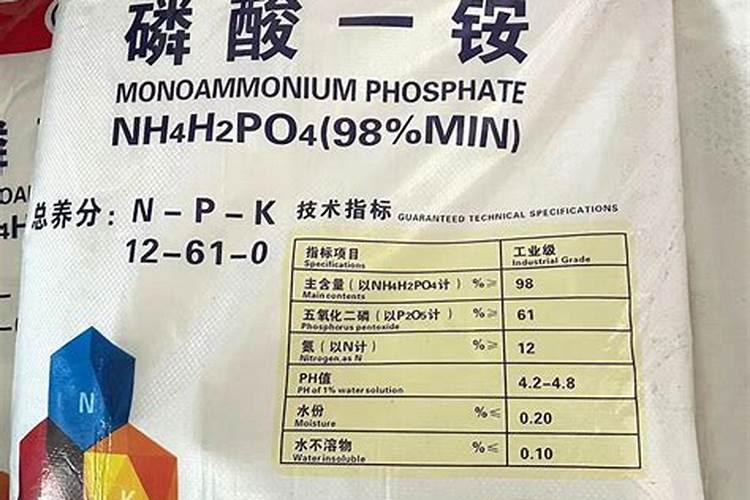 磷酸一铵
MONOAMMONIUM PHOSPHATE
NH4H2PO4(98%MIN)
总养分: N-P-K
12-61-0
技术指标 GUARANTEED TECHNICAL SPECIFICATIONS
指标项目 工业级
Specifications Industrial Grade
主含量(以NH4H2PO4计) %≥ 98
Main contents
五氧化二磷(以P2O5计) %≥ 61
Phosphorus pentoxide
氮(以N计) %≥ 12
Nitrogen,as N
PH值 4.2-4.8
PH of 1% water solution
水份 %≤ 0.20
Moisture
水不溶物 %≤ 0.10
Water insoluble
N
K